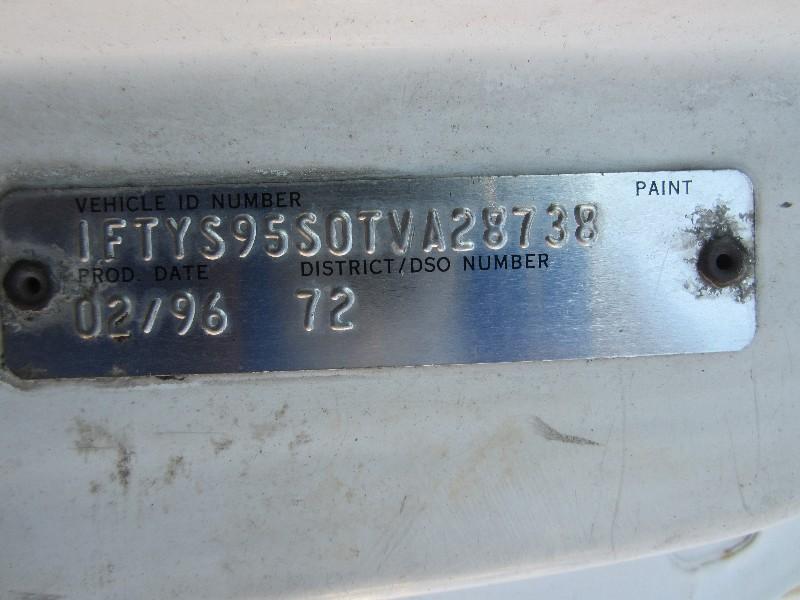 VEHICLE ID NUMBER PAINT
1FTYS95S0TVA28738
PROD. DATE DISTRICT/DSO NUMBER
02/96 72